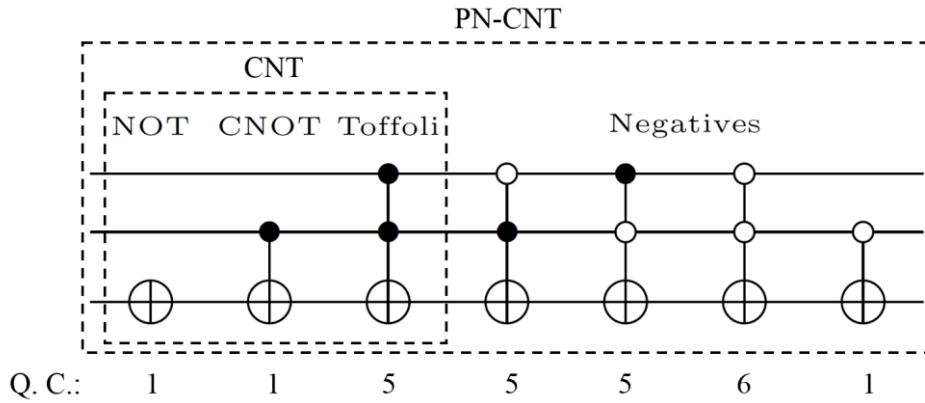 PN-CNT
CNT
NOT CNOT Toffoli Negatives
Q. C.: 1 1 5 5 5 6 1